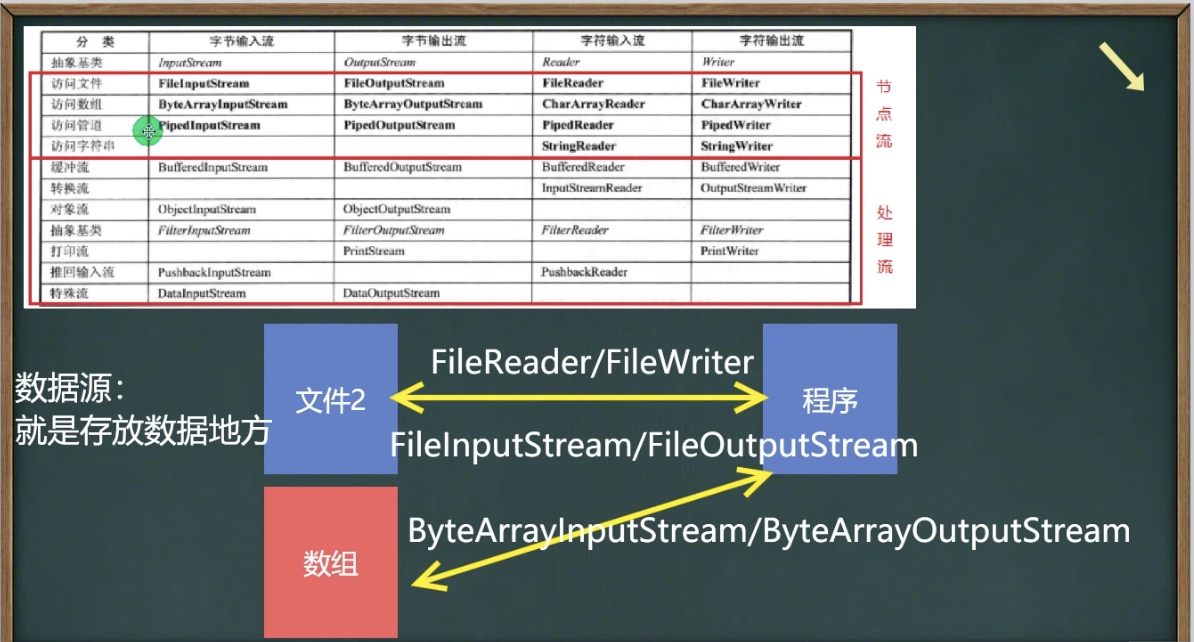 分 类 字节输入流 字节输出流 字符输入流 字符输出流
抽象基类 InputStream OutputStream Reader Writer
访问文件 FileInputStream FileOutputStream FileReader FileWriter
访问数组 ByteArrayInputStream ByteArrayOutputStream CharArrayReader CharArrayWriter
访问管道 PipedInputStream PipedOutputStream PipedReader PipedWriter
访问字符串 StringReader StringWriter
缓冲流 BufferedInputStream BufferedOutputStream BufferedReader BufferedWriter
转换流 InputStreamReader OutputStreamWriter
对象流 ObjectInputStream ObjectOutputStream
抽象基类 FilterInputStream FilterOutputStream FilterReader FilterWriter
打印流 PrintStream PrintWriter
推回输入流 PushbackInputStream PushbackReader
特殊流 DataInputStream DataOutputStream
节点流
处理流
数据源：
就是存放数据地方
文件2
FileReader/FileWriter
程序
FileInputStream/FileOutputStream
ByteArrayInputStream/ByteArrayOutputStream
数组